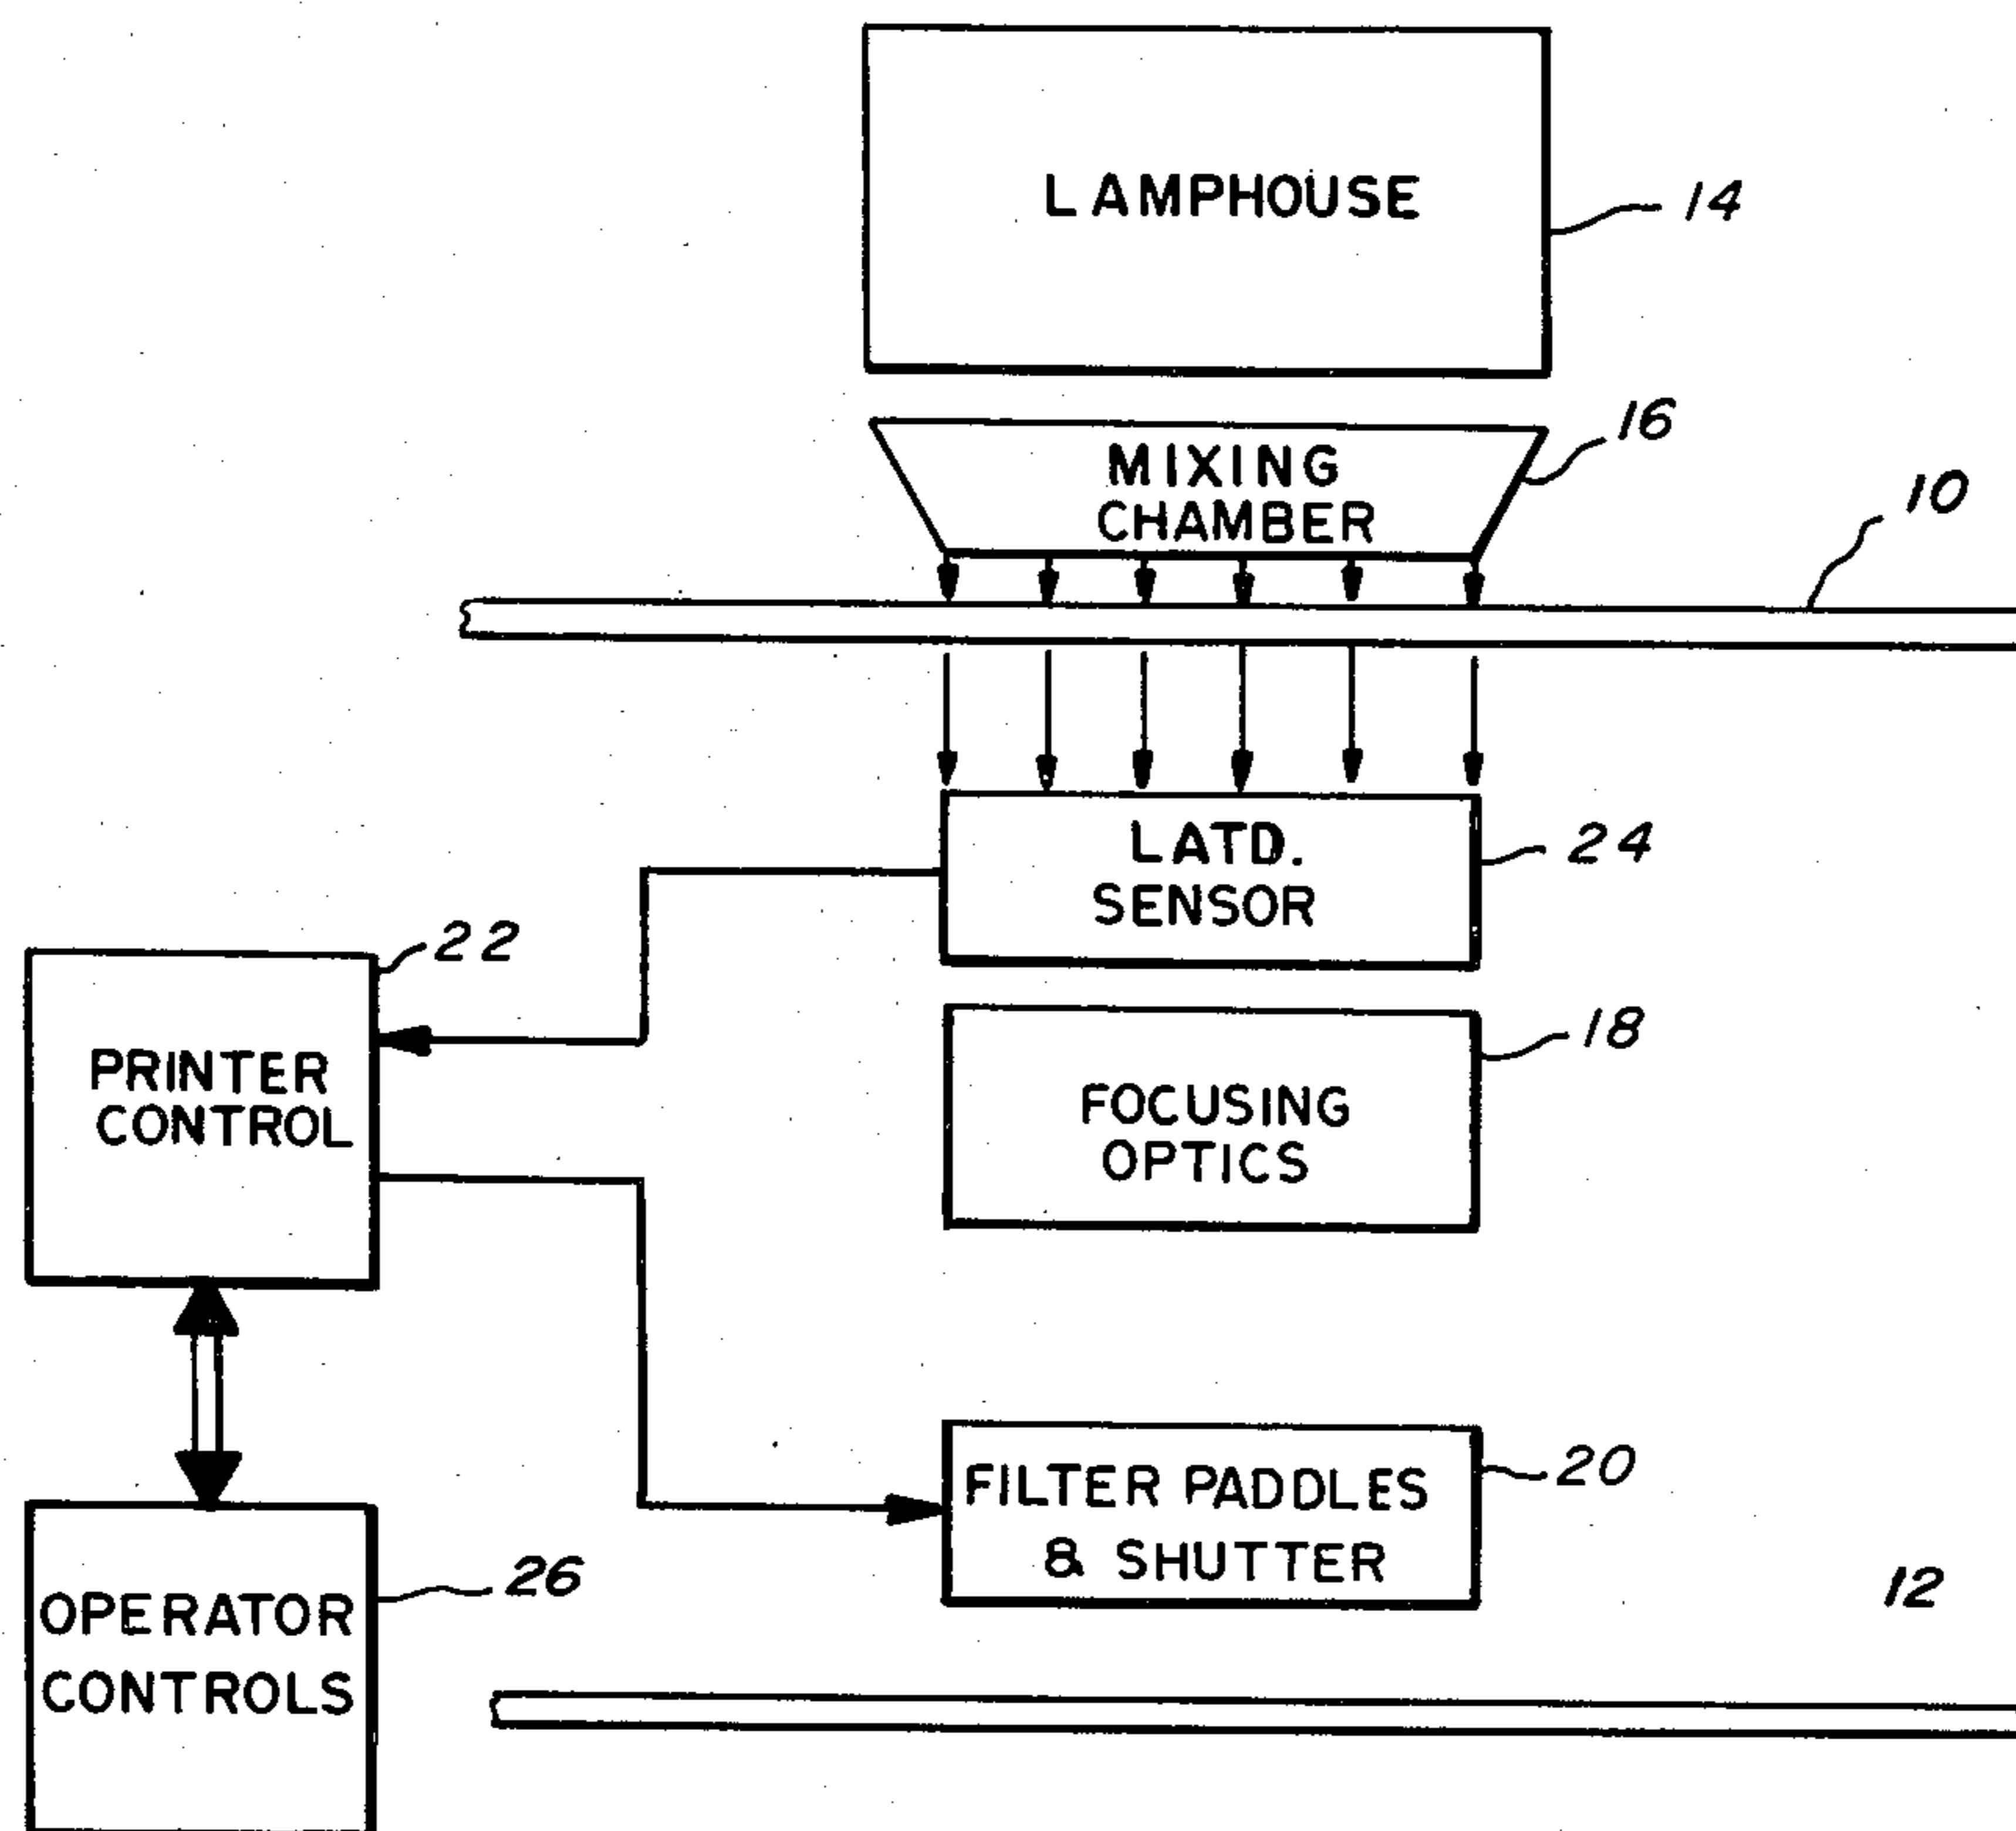 LAMPHOUSE
14
16
MIXING
CHAMBER
10
LATD.
SENSOR
24
22
PRINTER
CONTROL
18
FOCUSING
OPTICS
FILTER PADDLES
& SHUTTER
20
26
OPERATOR
CONTROLS
12